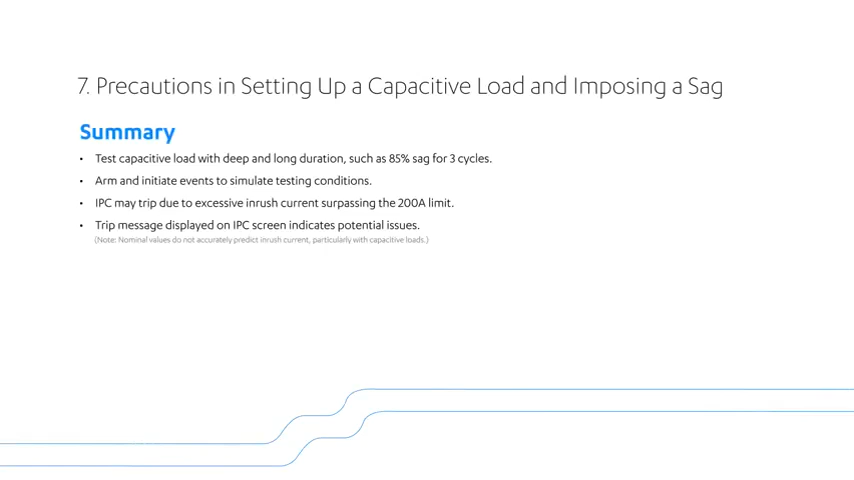 7. Precautions in Setting Up a Capacitive Load and Imposing a Sag
Summary
• Test capacitive load with deep and long duration, such as 85% sag for 3 cycles.
• Arm and initiate events to simulate testing conditions.
• IPC may trip due to excessive inrush current surpassing the 200A limit.
• Trip message displayed on IPC screen indicates potential issues.
(Note: Nominal values do not accurately predict inrush current, particularly with capacitive loads.)